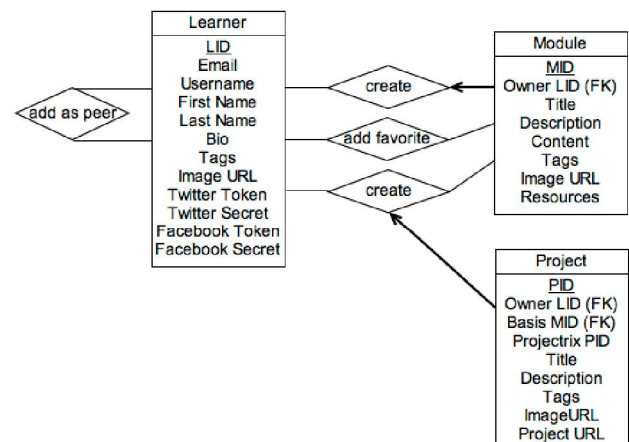 Learner
LID
Email
Username
First Name
Last Name
Bio
Tags
Image URL
Twitter Token
Twitter Secret
Facebook Token
Facebook Secret
add as peer
create
add favorite
create
Module
MID
Owner LID (FK)
Title
Description
Content
Tags
Image URL
Resources
Project
PID
Owner LID (FK)
Basis MID (FK)
Projectrix PID
Title
Description
Tags
ImageURL
Project URL